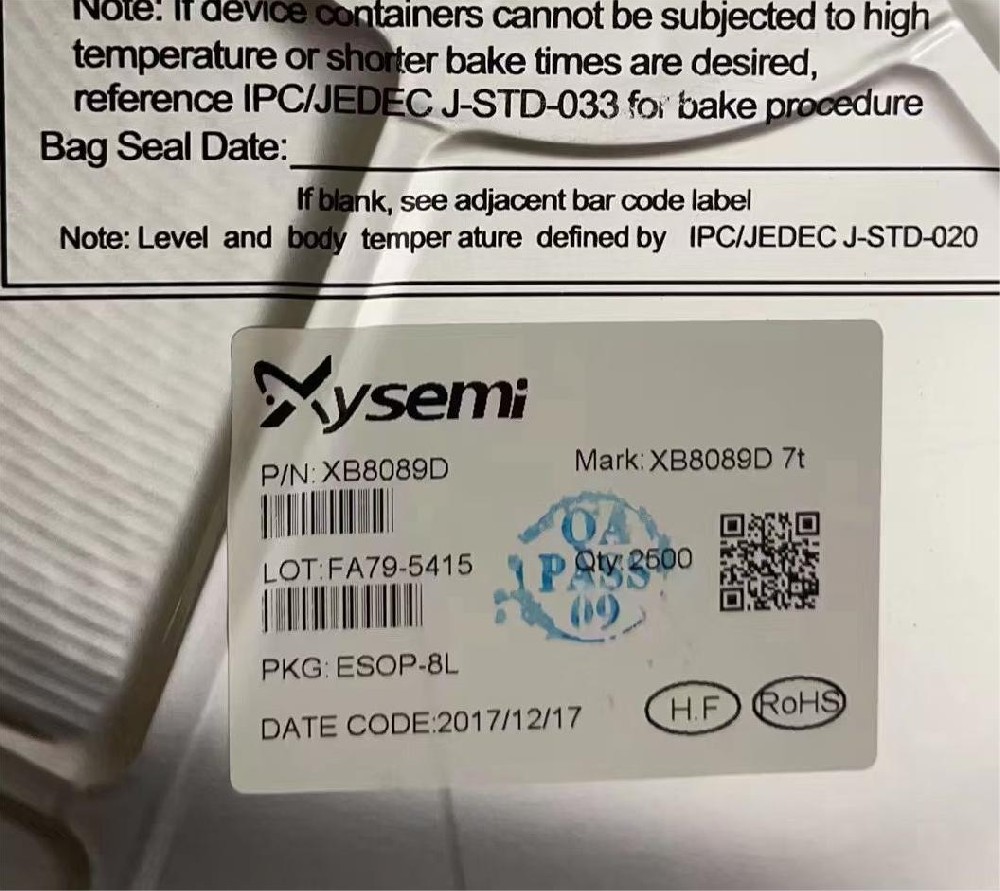 Note: If device containers cannot be subjected to high
temperature or shorter bake times are desired,
reference IPC/JEDEC J-STD-033 for bake procedure
Bag Seal Date:
If blank, see adjacent bar code label
Note: Level and body temper ature defined by IPC/JEDEC J-STD-020
Xysemi
P/N: XB8089D
Mark: XB8089D 7t
QA
LOT: FA79-5415
Qty: 2500
PASS
09
PKG: ESOP-8L
H.F
RoHS
DATE CODE:2017/12/17